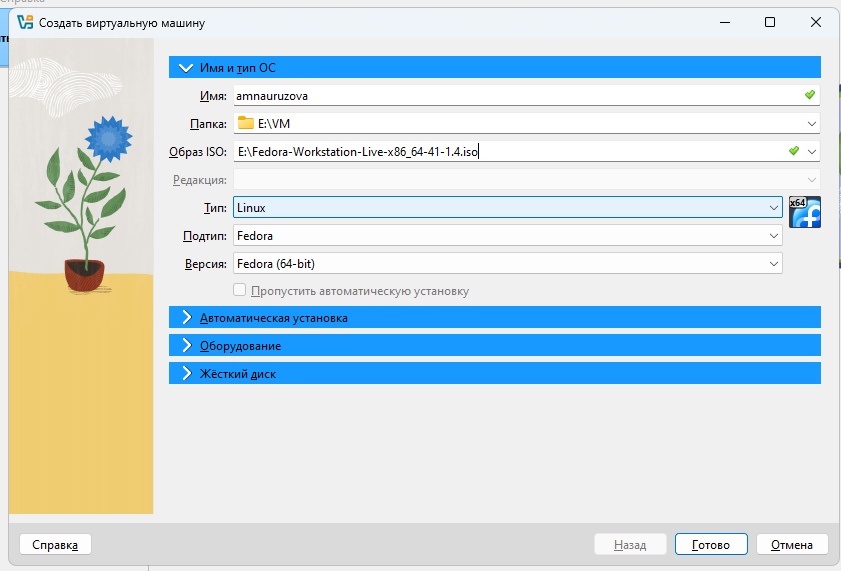 Справка
Создать виртуальную машину
Имя и тип ОС
Имя: amnauruzova
Папка: E:\VM
Образ ISO: E:\Fedora-Workstation-Live-x86_64-41-1.4.iso
Редакция:
Тип: Linux
x64
Подтип: Fedora
Версия: Fedora (64-bit)
Пропустить автоматическую установку
Автоматическая установка
Оборудование
Жёсткий диск
Справка Назад Готово Отмена